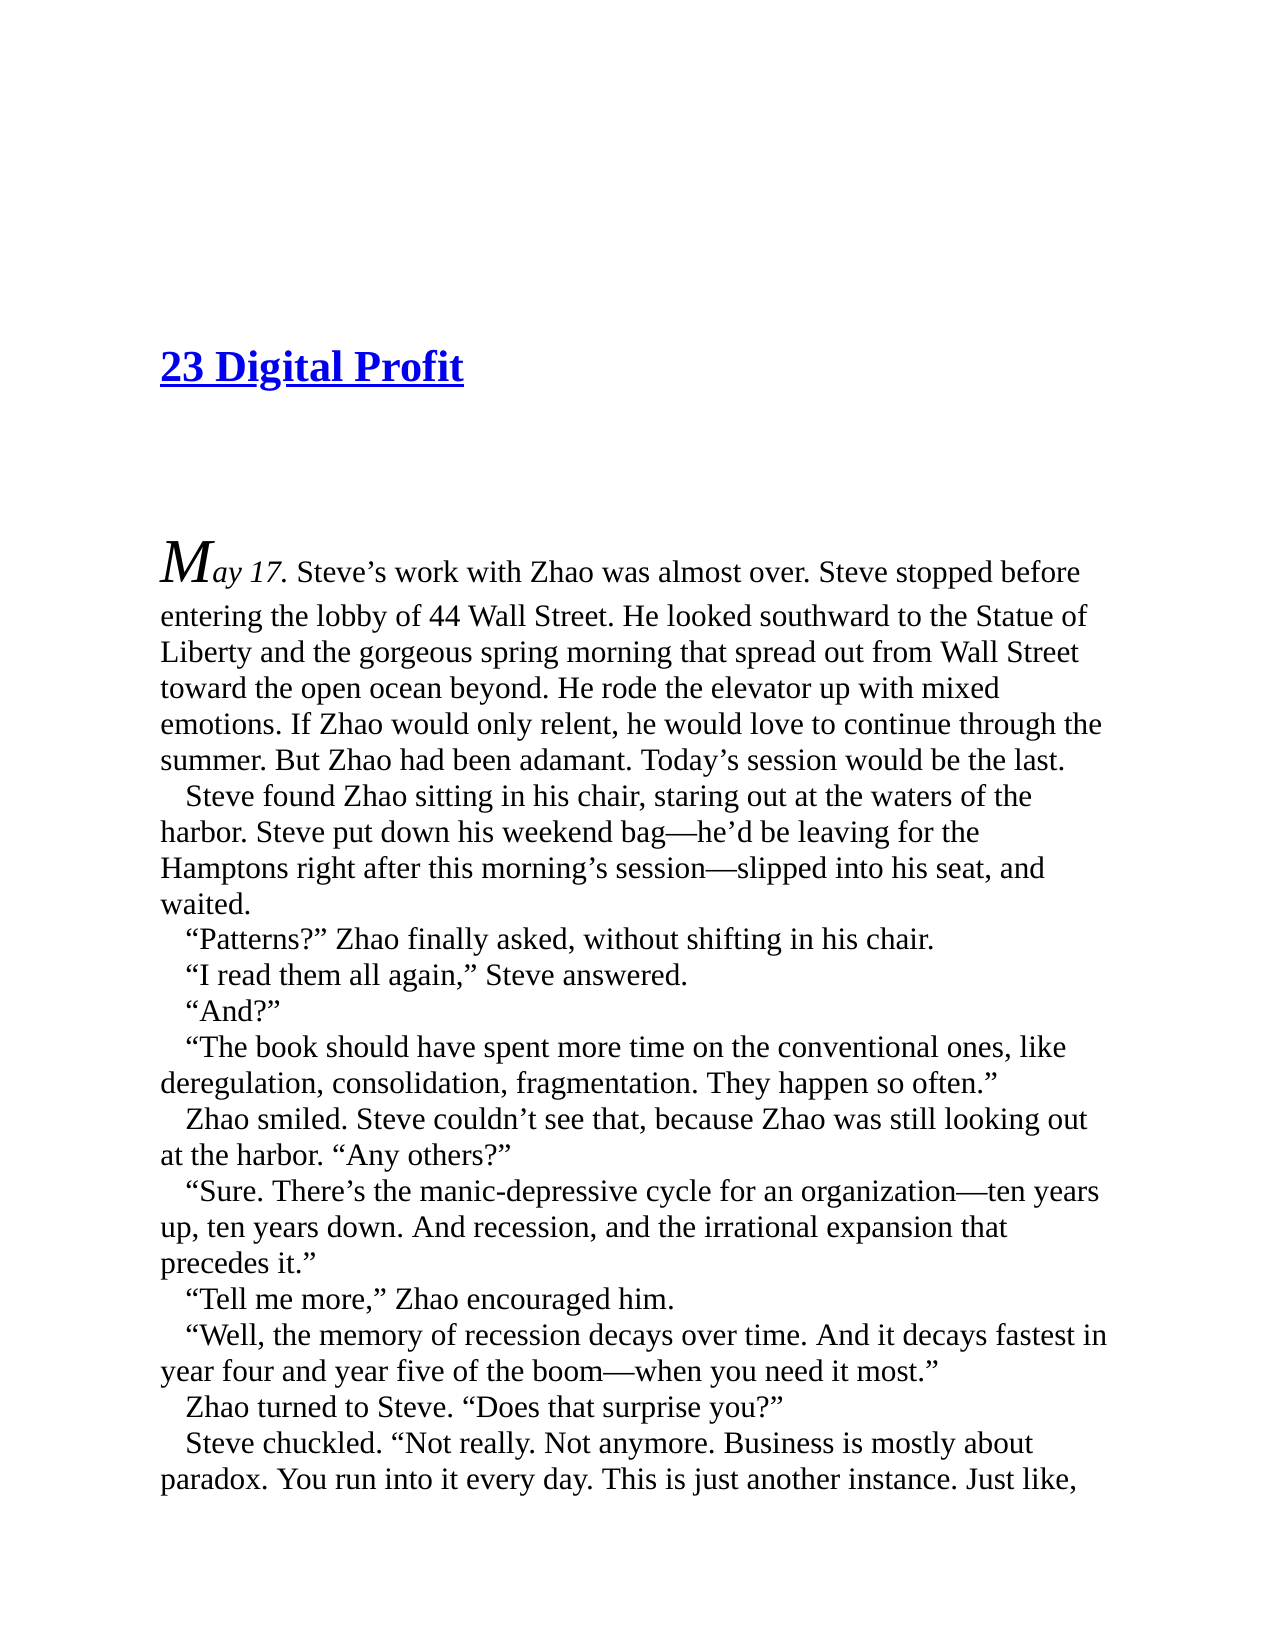 23 Digital Profit
May 17. Steve’s work with Zhao was almost over. Steve stopped before
entering the lobby of 44 Wall Street. He looked southward to the Statue of
Liberty and the gorgeous spring morning that spread out from Wall Street
toward the open ocean beyond. He rode the elevator up with mixed
emotions. If Zhao would only relent, he would love to continue through the
summer. But Zhao had been adamant. Today’s session would be the last.
Steve found Zhao sitting in his chair, staring out at the waters of the
harbor. Steve put down his weekend bag—he’d be leaving for the
Hamptons right after this morning’s session—slipped into his seat, and
waited.
“Patterns?” Zhao finally asked, without shifting in his chair.
“I read them all again,” Steve answered.
“And?”
“The book should have spent more time on the conventional ones, like
deregulation, consolidation, fragmentation. They happen so often.”
Zhao smiled. Steve couldn’t see that, because Zhao was still looking out
at the harbor. “Any others?”
“Sure. There’s the manic-depressive cycle for an organization—ten years
up, ten years down. And recession, and the irrational expansion that
precedes it.”
“Tell me more,” Zhao encouraged him.
“Well, the memory of recession decays over time. And it decays fastest in
year four and year five of the boom—when you need it most.”
Zhao turned to Steve. “Does that surprise you?”
Steve chuckled. “Not really. Not anymore. Business is mostly about
paradox. You run into it every day. This is just another instance. Just like,